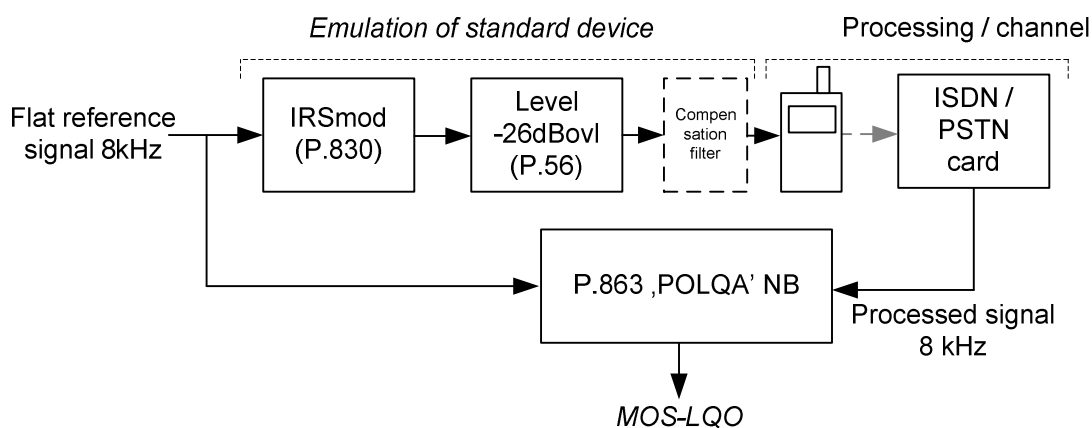 Emulation of standard device
Processing / channel
Flat reference
signal 8kHz
IRSmod
(P.830)
Level
-26dBovl
(P.56)
Compen
sation
filter
ISDN /
PSTN
card
P.863 ‚POLQA’ NB
Processed signal
8 kHz
MOS-LQO